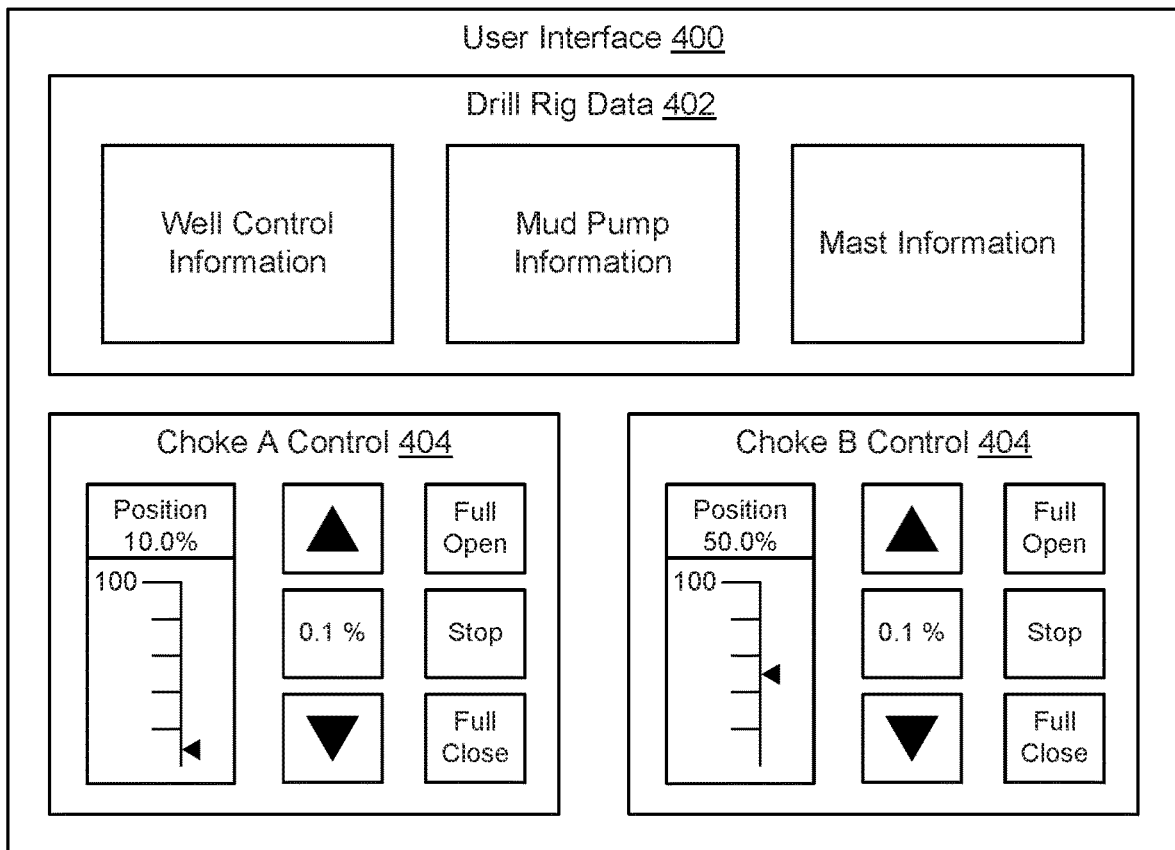 User Interface 400
Drill Rig Data 402
Well Control
Information
Mud Pump
Information
Mast Information
Choke A Control 404
Position
10.0%
100
0.1 %
Full
Open
Stop
Full
Close
Choke B Control 404
Position
50.0%
100
0.1 %
Full
Open
Stop
Full
Close